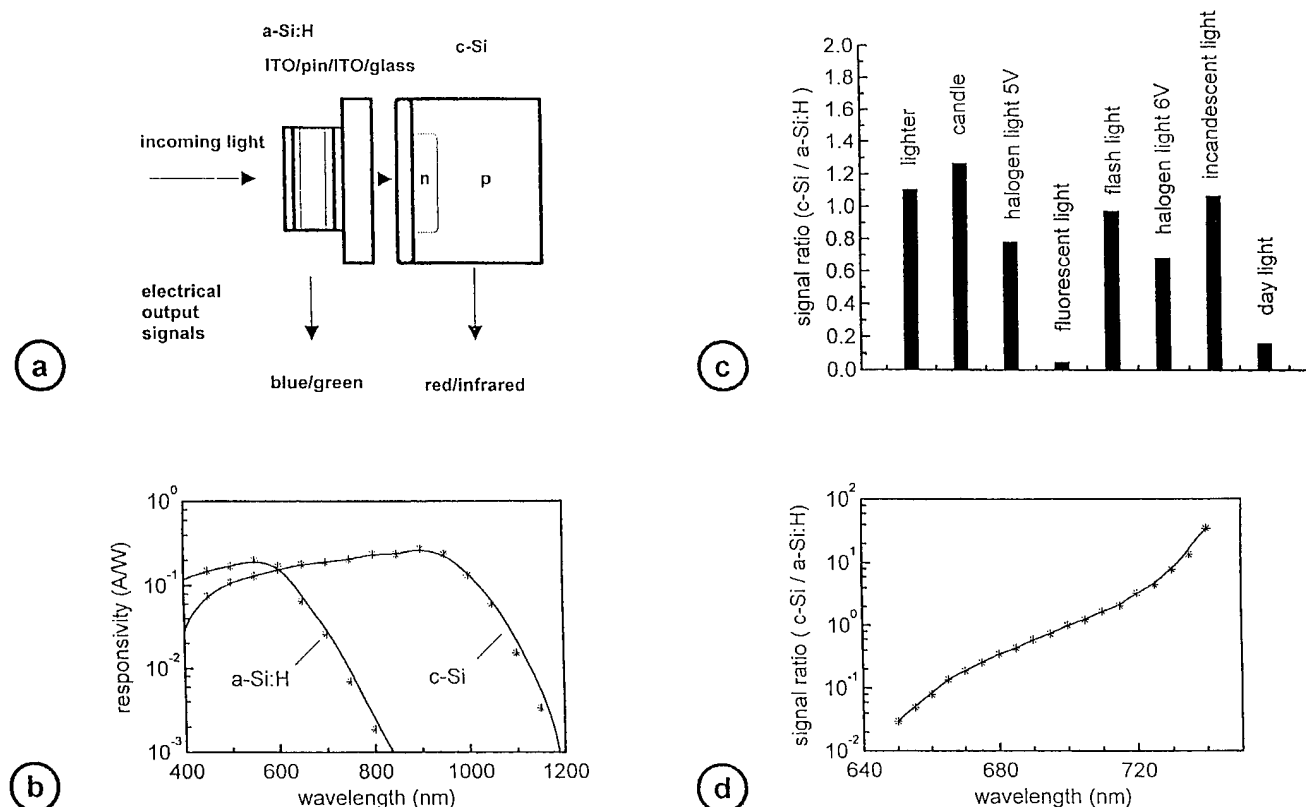 a-Si:H
c-Si
ITO/pin/ITO/glass
incoming light
n
p
electrical
output
signals
blue/green
red/infrared
a
signal ratio (c-Si / a-Si:H)
2.0
1.8
1.6
1.4
1.2
1.0
0.8
0.6
0.4
0.2
0.0
lighter
candle
halogen light 5V
fluorescent light
flash light
halogen light 6V
incandescent light
day light
c
responsivity (A/W)
10^0
10^-1
10^-2
10^-3
a-Si:H
c-Si
400
600
800
1000
1200
wavelength (nm)
b
signal ratio ( c-Si / a-Si:H)
10^2
10^1
10^0
10^-1
10^-2
640
680
720
wavelength (nm)
d